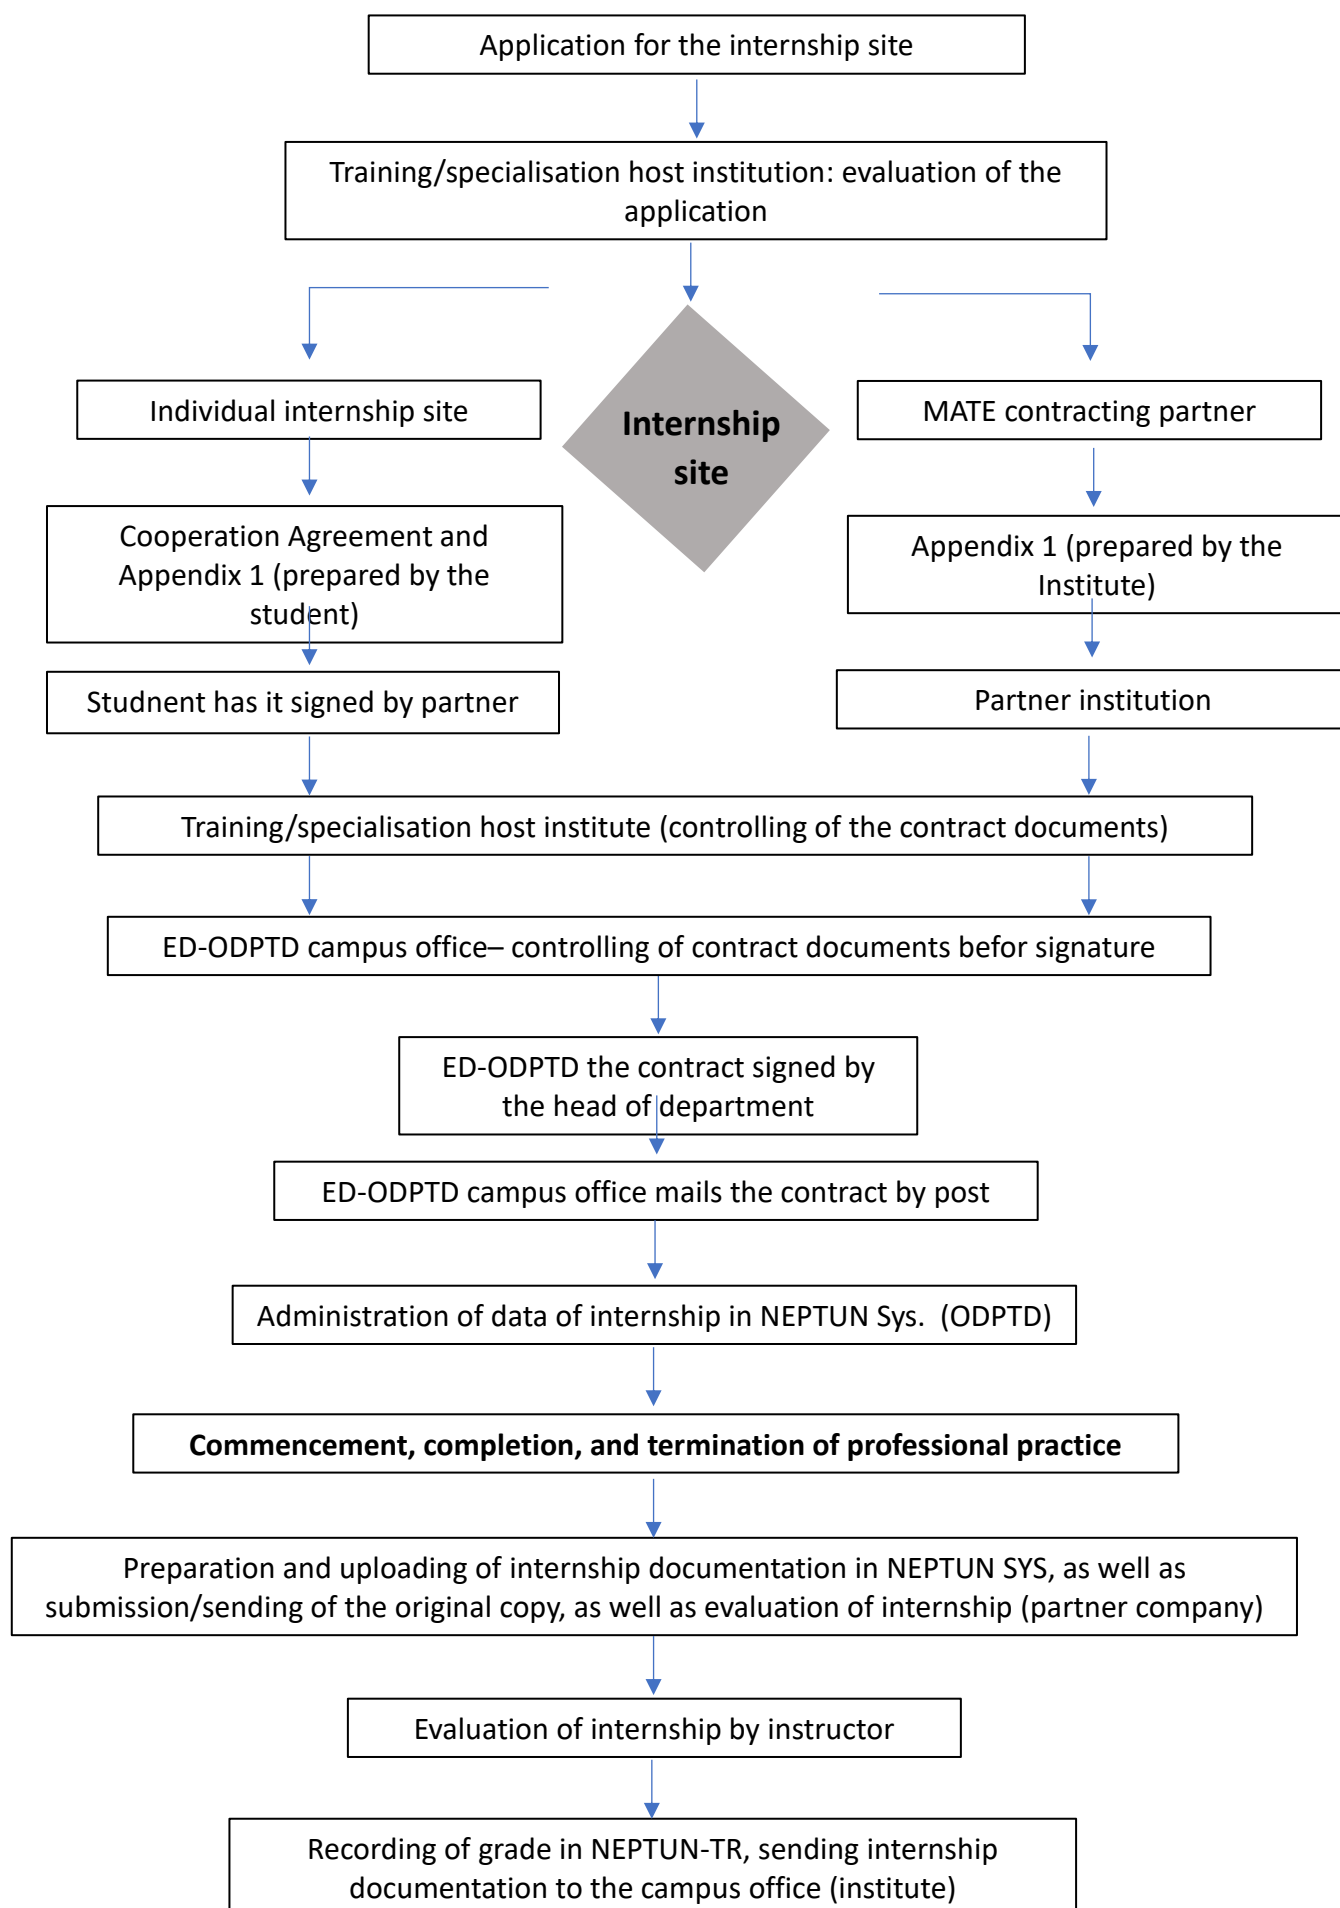 Application for the internship site
Training/specialisation host institution: evaluation of the
application
Individual internship site
Internship
site
MATE contracting partner
Cooperation Agreement and
Appendix 1 (prepared by the
student)
Appendix 1 (prepared by the
Institute)
Studnent has it signed by partner
Partner institution
Training/specialisation host institute (controlling of the contract documents)
ED-ODPTD campus office– controlling of contract documents befor signature
ED-ODPTD the contract signed by
the head of department
ED-ODPTD campus office mails the contract by post
Administration of data of internship in NEPTUN Sys.  (ODPTD)
Commencement, completion, and termination of professional practice
Preparation and uploading of internship documentation in NEPTUN SYS, as well as
submission/sending of the original copy, as well as evaluation of internship (partner company)
Evaluation of internship by instructor
Recording of grade in NEPTUN-TR, sending internship
documentation to the campus office (institute)